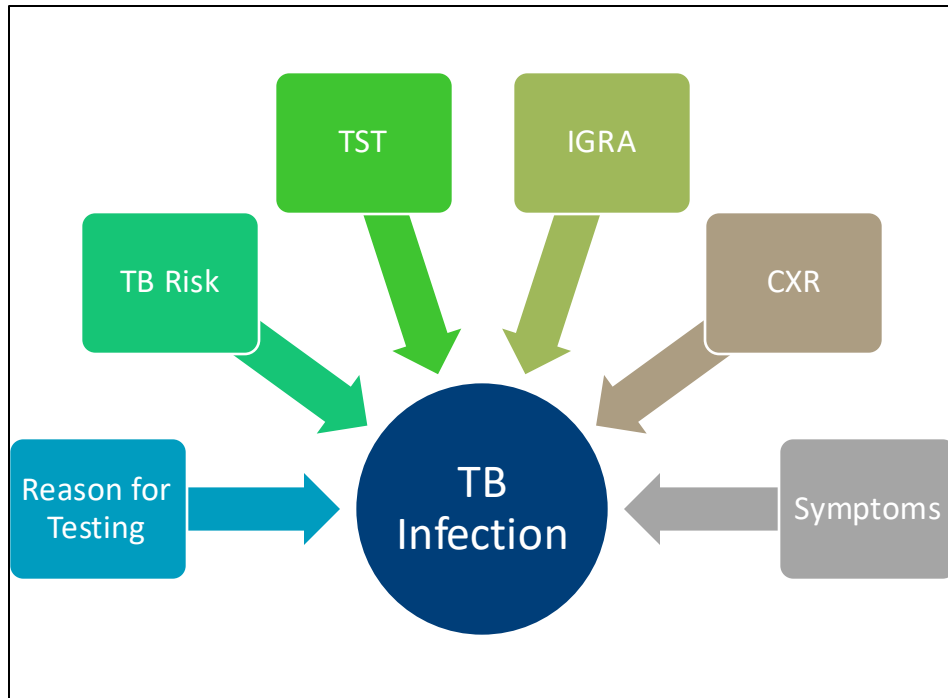 TST
IGRA
TB Risk
CXR
Reason for
Testing
TB
Infection
Symptoms